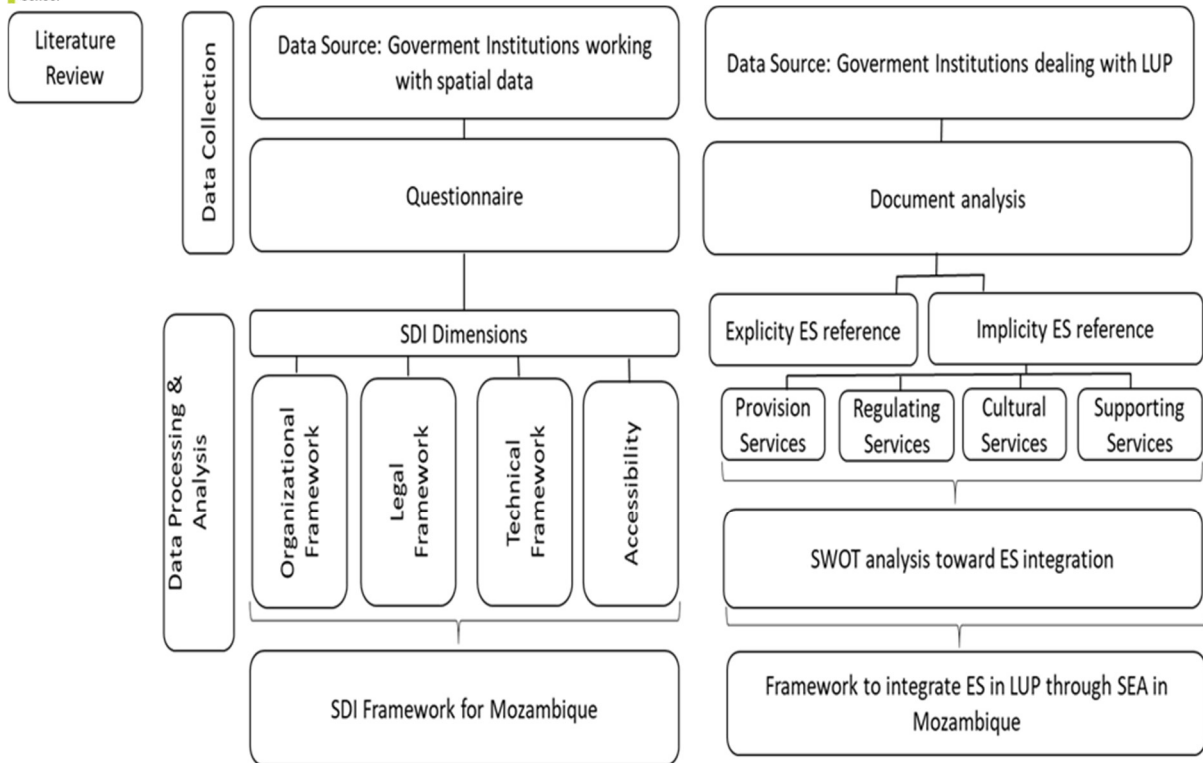 Literature
Review
Data Collection
Data Source: Goverment Institutions working
with spatial data
Questionnaire
Data Source: Goverment Institutions dealing with LUP
Document analysis
Data Processing &
Analysis
SDI Dimensions
Organizational
Framework
Legal
Framework
Technical
Framework
Accessibility
SDI Framework for Mozambique
Explicity ES reference
Implicity ES reference
Provision
Services
Regulating
Services
Cultural
Services
Supporting
Services
SWOT analysis toward ES integration
Framework to integrate ES in LUP through SEA in
Mozambique